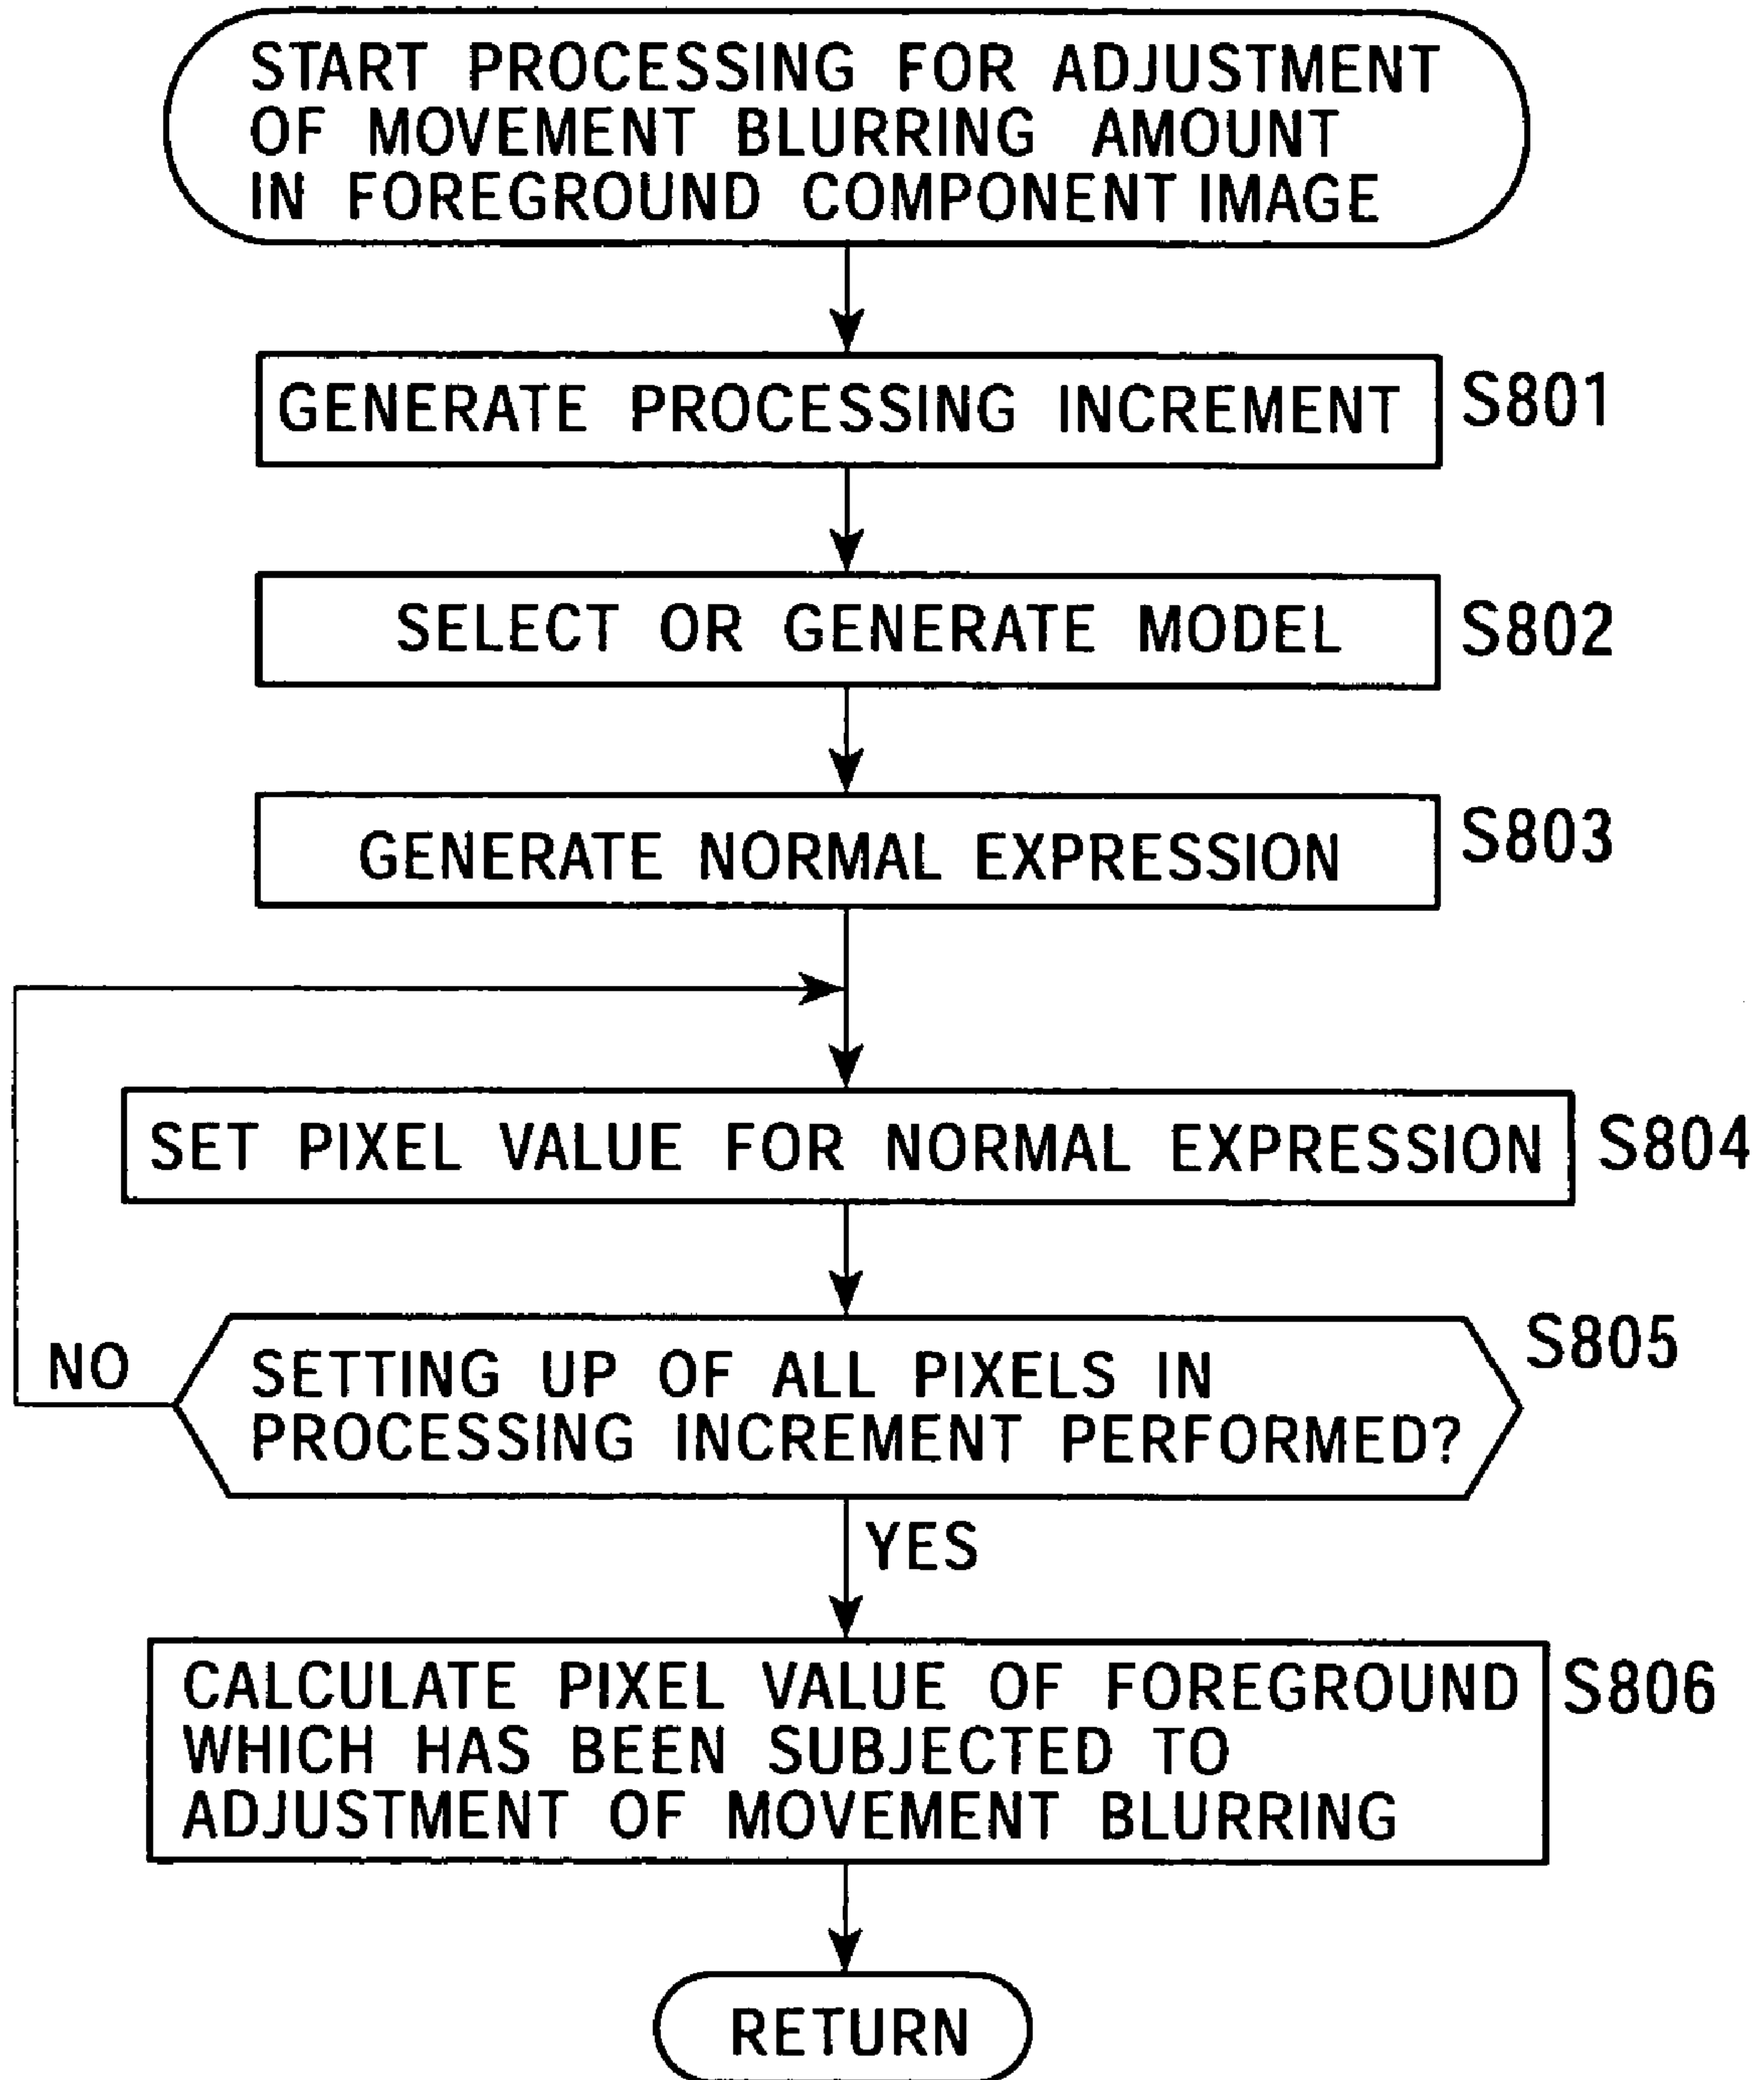 START PROCESSING FOR ADJUSTMENT
OF MOVEMENT BLURRING AMOUNT
IN FOREGROUND COMPONENT IMAGE
GENERATE PROCESSING INCREMENT
S801
SELECT OR GENERATE MODEL
S802
GENERATE NORMAL EXPRESSION
S803
SET PIXEL VALUE FOR NORMAL EXPRESSION
S804
SETTING UP OF ALL PIXELS IN
PROCESSING INCREMENT PERFORMED?
S805
NO
YES
CALCULATE PIXEL VALUE OF FOREGROUND
WHICH HAS BEEN SUBJECTED TO
ADJUSTMENT OF MOVEMENT BLURRING
S806
RETURN